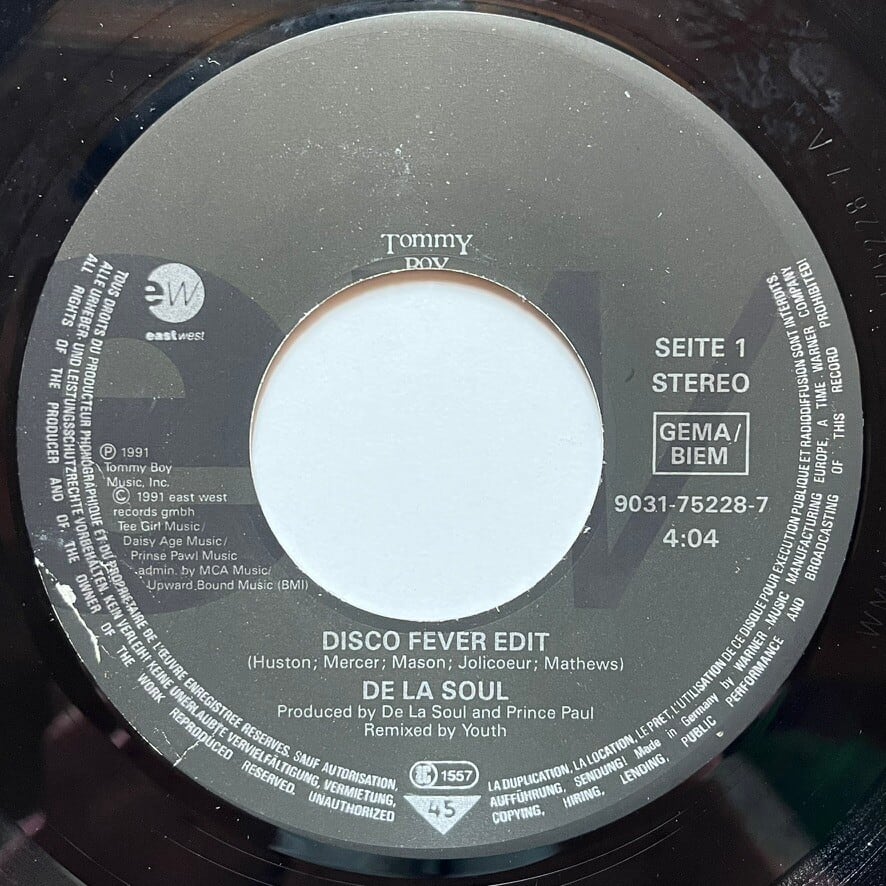 Tommy
BOY
eW
eastwest
℗ 1991
Tommy Boy
Music, Inc.
© 1991 east west
records gmbh
Tee Girl Music/
Daisy Age Music/
Prinse Pawl Music
admin. by MCA Music/
Upward Bound Music (BMI)
SEITE 1
STEREO
GEMA/
BIEM
9031-75228-7
4:04
DISCO FEVER EDIT
(Huston; Mercer; Mason; Jolicoeur; Mathews)
DE LA SOUL
Produced by De La Soul and Prince Paul
Remixed by Youth
LC 1557
45
TOUS DROITS DU PRODUCTEUR PHONOGRAPHIQUE ET DU PROPRIETAIRE DE L'ŒUVRE ENREGISTREE RESERVES. SAUF AUTORISATION, LA DUPLICATION, LA LOCATION, LE PRET, L'UTILISATION DE CE DISQUE POUR EXECUTION PUBLIQUE ET RADIODIFFUSION SONT INTERDITS
ALLE URHEBER- UND LEISTUNGSSCHUTZRECHTE VORBEHALTEN. KEIN VERLEIH! KEINE UNERLAUBTE VERVIELFÄLTIGUNG, VERMIETUNG, AUFFÜHRUNG, SENDUNG! Made in Germany by WARNER MUSIC MANUFACTURING EUROPE, A TIME WARNER COMPANY
ALL RIGHTS OF THE PRODUCER AND OF THE OWNER OF THE WORK REPRODUCED RESERVED. UNAUTHORIZED COPYING, HIRING, LENDING, PUBLIC PERFORMANCE AND BROADCASTING OF THIS RECORD PROHIBITED!